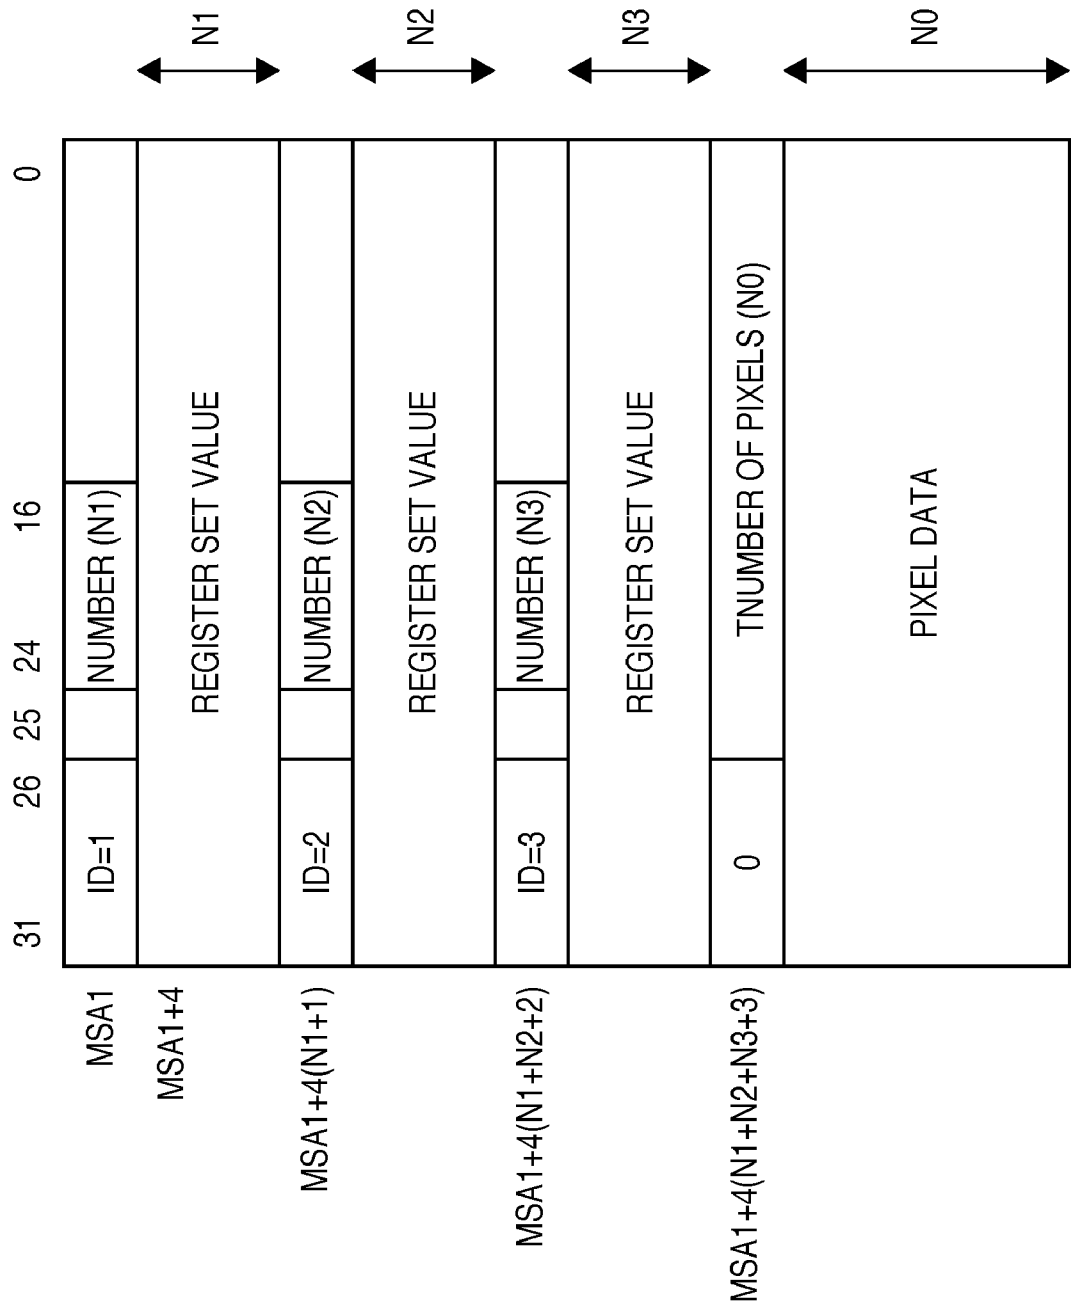 31 26 25 24 16 0
MSA1 ID=1 NUMBER (N1)
MSA1+4 REGISTER SET VALUE N1
MSA1+4(N1+1) ID=2 NUMBER (N2)
REGISTER SET VALUE N2
MSA1+4(N1+N2+2) ID=3 NUMBER (N3)
REGISTER SET VALUE N3
MSA1+4(N1+N2+N3+3) 0 TNUMBER OF PIXELS (N0)
PIXEL DATA N0